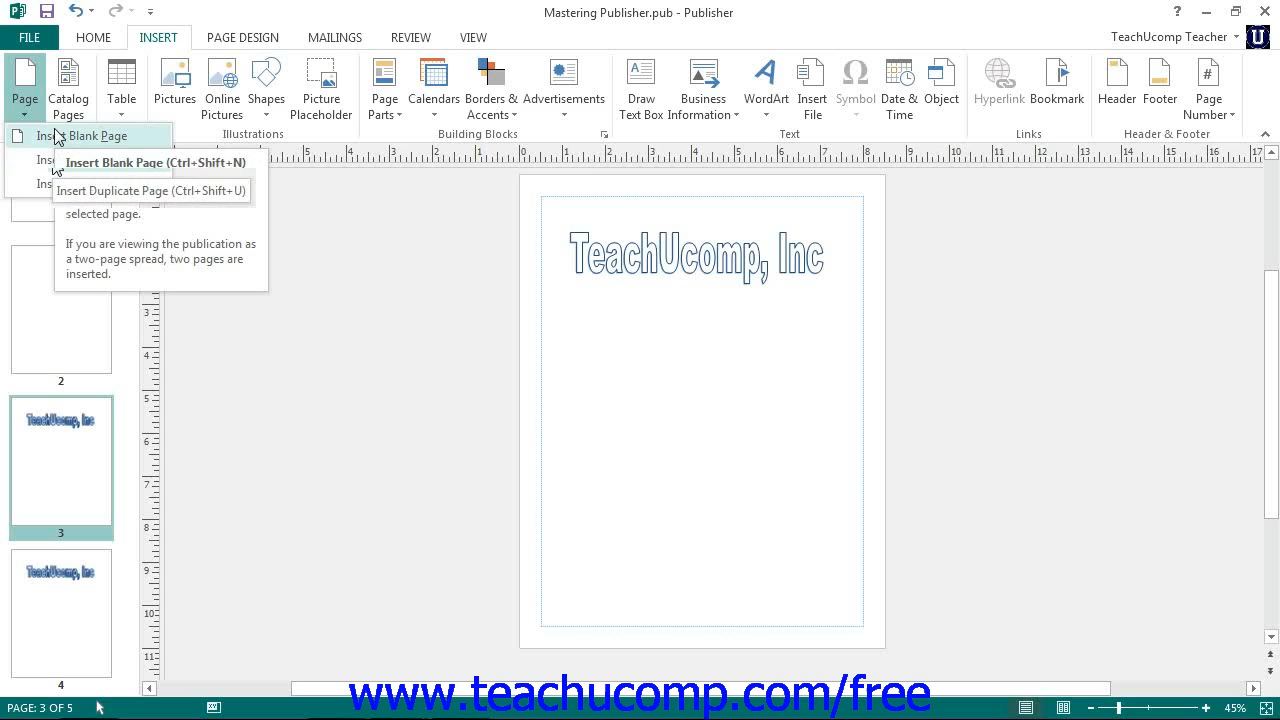 Mastering Publisher.pub - Publisher
FILE HOME INSERT PAGE DESIGN MAILINGS REVIEW VIEW TeachUcomp Teacher U
Page Catalog Pages Table Pictures Online Pictures Shapes Picture Placeholder Page Parts Calendars Borders & Accents Advertisements Draw Text Box Business Information WordArt Insert File Symbol Date & Time Object Hyperlink Bookmark Header Footer Page Number
Illustrations Building Blocks Text Links Header & Footer
Insert Blank Page
Insert Blank Page (Ctrl+Shift+N)
Insert Duplicate Page (Ctrl+Shift+U)
selected page.
If you are viewing the publication as
a two-page spread, two pages are
inserted.
TeachUcomp, Inc
2
TeachUcomp, Inc
3
TeachUcomp, Inc
4
www.teachucomp.com/free
PAGE: 3 OF 5 45%